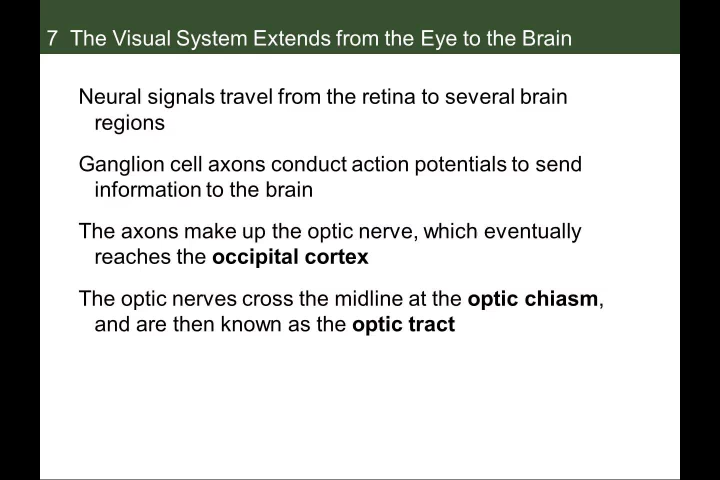 7 The Visual System Extends from the Eye to the Brain
Neural signals travel from the retina to several brain
regions
Ganglion cell axons conduct action potentials to send
information to the brain
The axons make up the optic nerve, which eventually
reaches the occipital cortex
The optic nerves cross the midline at the optic chiasm,
and are then known as the optic tract